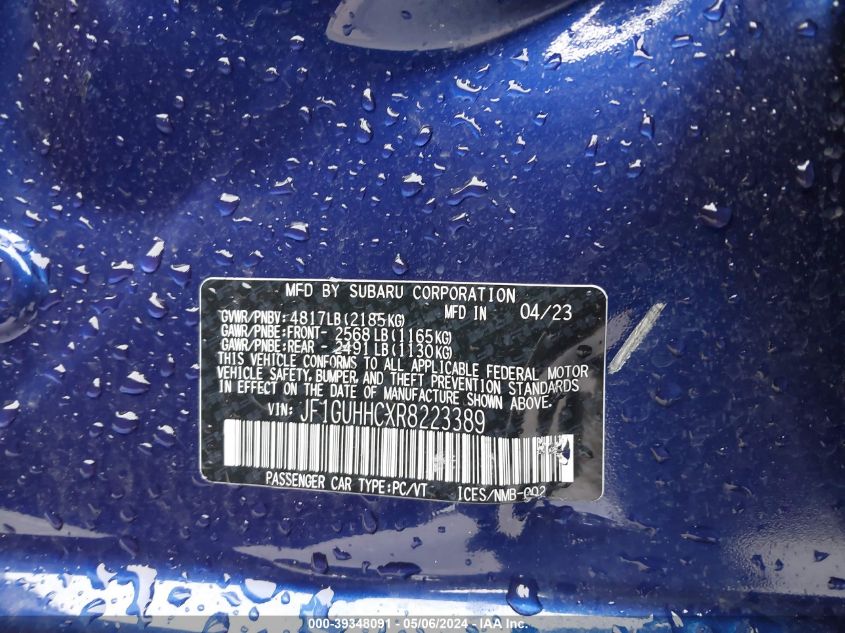 MFD BY SUBARU CORPORATION
GVWR/PNBV: 4817LB(2185KG) MFD IN 04/23
GAWR/PNBE:FRONT- 2568LB(1165KG)
GAWR/PNBE:REAR - 2491LB(1130KG)
THIS VEHICLE CONFORMS TO ALL APPLICABLE FEDERAL MOTOR
VEHICLE SAFETY, BUMPER, AND THEFT PREVENTION STANDARDS
IN EFFECT ON THE DATE OF MANUFACTURE SHOWN ABOVE.
VIN: JF1GUHHCXR8223389
PASSENGER CAR TYPE:PC/VT ICES/NMB-002
000-39348091 - 05/06/2024 - IAA Inc.